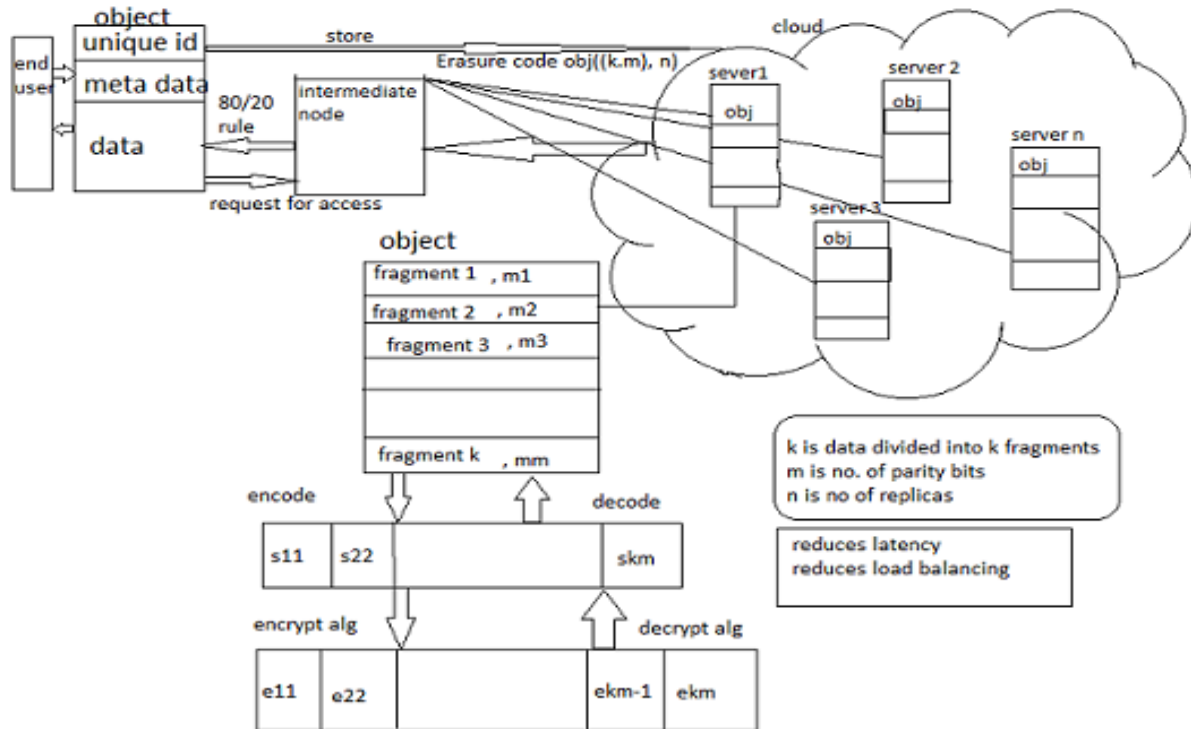 object
unique id
meta data
data
end
user
store
Erasure code obj((k.m), n)
80/20
rule
intermediate
node
request for access
cloud
sever1
obj
server 2
obj
server n
obj
server 3
obj
object
fragment 1 , m1
fragment 2 , m2
fragment 3 , m3
fragment k , mm
encode
decode
s11
s22
skm
encrypt alg
decrypt alg
e11
e22
ekm-1
ekm
k is data divided into k fragments
m is no. of parity bits
n is no of replicas
reduces latency
reduces load balancing